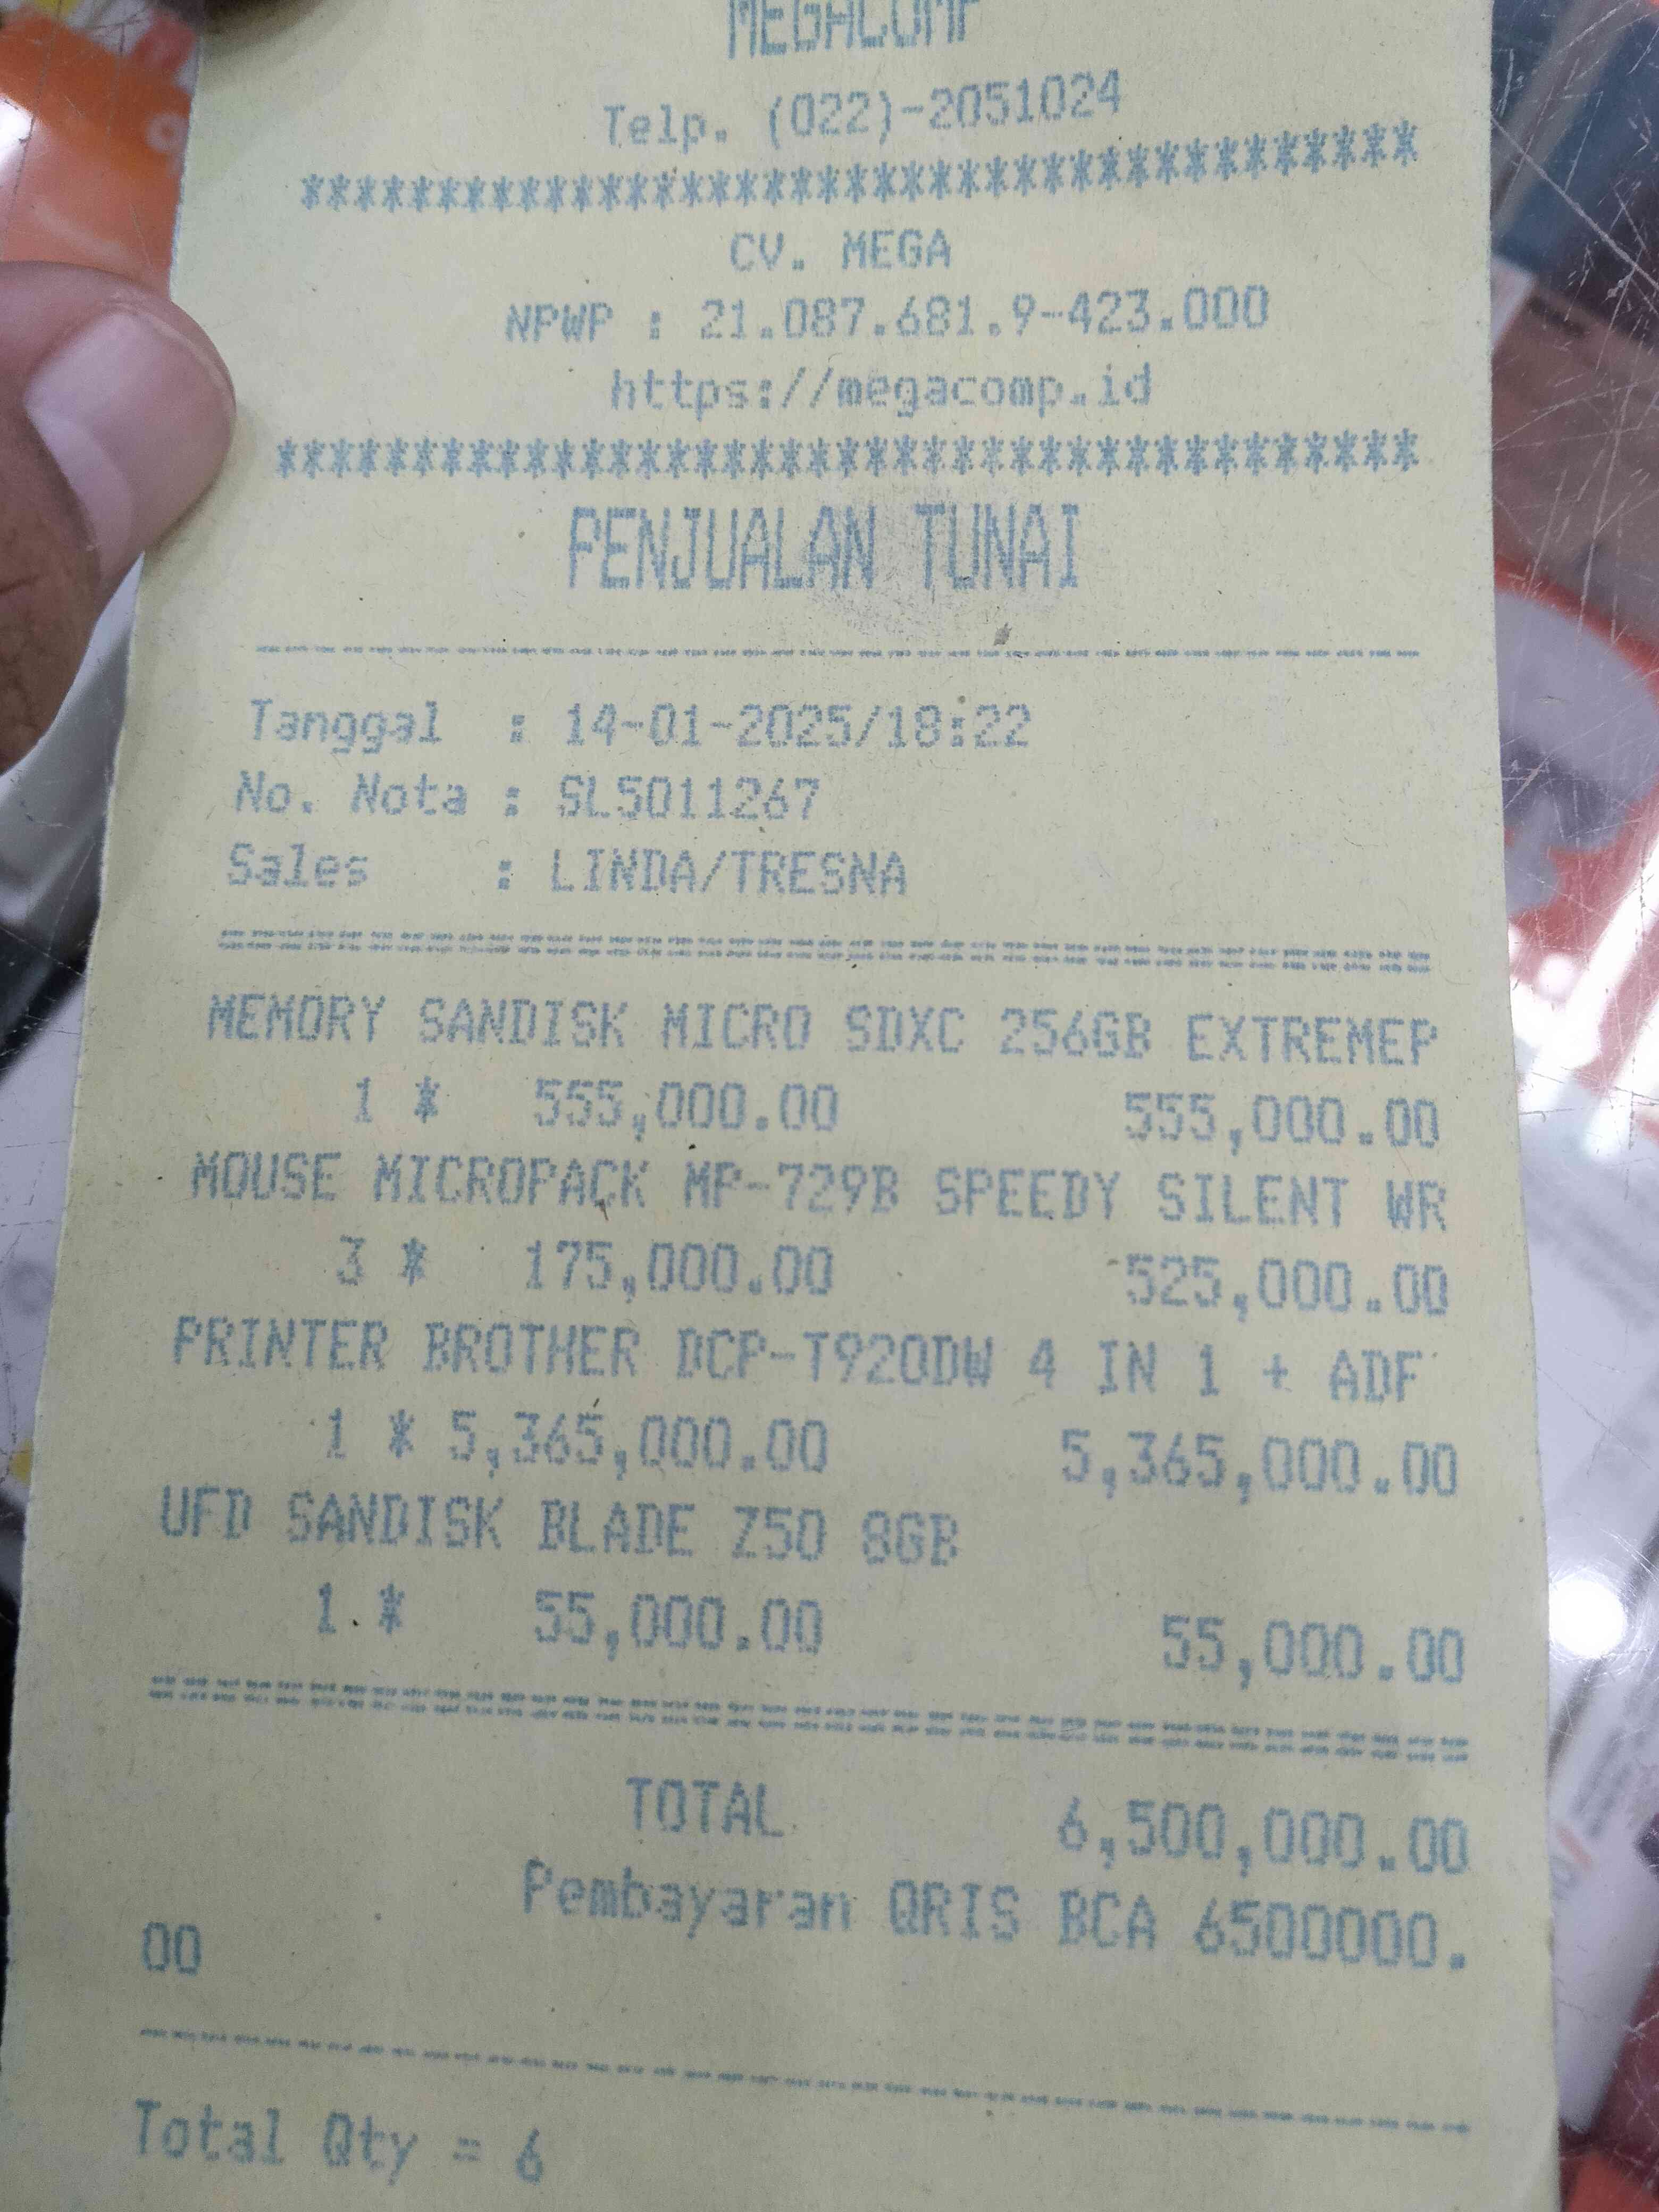 MEGACOMP
Telp. (022)-2051024
*****************************************
CV. MEGA
NPWP : 21.087.681.9-423.000
https://megacomp.id
****************************************
PENJUALAN TUNAI
----------------------------------------
Tanggal : 14-01-2025/18:22
No. Nota : SL5011267
Sales : LINDA/TRESNA
========================================
MEMORY SANDISK MICRO SDXC 256GB EXTREMEP
1 * 555,000.00 555,000.00
MOUSE MICROPACK MP-729B SPEEDY SILENT WR
3 * 175,000.00 525,000.00
PRINTER BROTHER DCP-T920DW 4 IN 1 + ADF
1 * 5,365,000.00 5,365,000.00
UFD SANDISK BLADE Z50 8GB
1 * 55,000.00 55,000.00
========================================
TOTAL 6,500,000.00
Pembayaran QRIS BCA 6500000.
00
----------------------------------------
Total Qty = 6